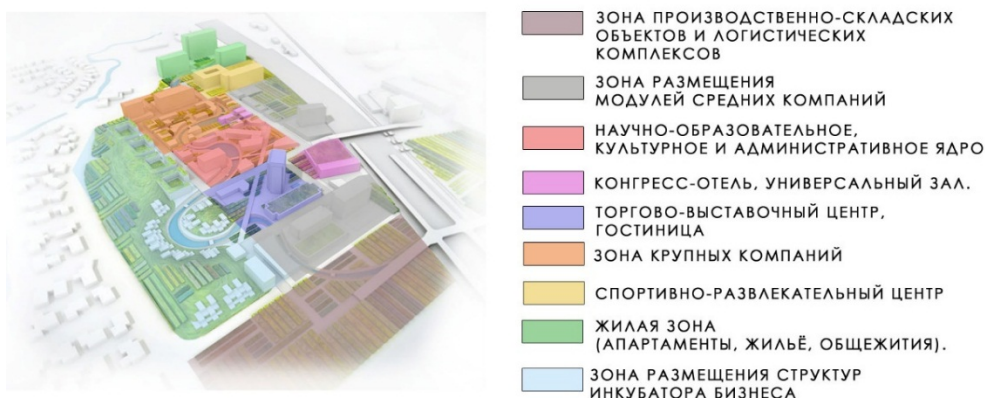 ЗОНА ПРОИЗВОДСТВЕННО-СКЛАДСКИХ
ОБЪЕКТОВ И ЛОГИСТИЧЕСКИХ
КОМПЛЕКСОВ
ЗОНА РАЗМЕЩЕНИЯ
МОДУЛЕЙ СРЕДНИХ КОМПАНИЙ
НАУЧНО-ОБРАЗОВАТЕЛЬНОЕ,
КУЛЬТУРНОЕ И АДМИНИСТРАТИВНОЕ ЯДРО
КОНГРЕСС-ОТЕЛЬ, УНИВЕРСАЛЬНЫЙ ЗАЛ.
ТОРГОВО-ВЫСТАВОЧНЫЙ ЦЕНТР,
ГОСТИНИЦА
ЗОНА КРУПНЫХ КОМПАНИЙ
СПОРТИВНО-РАЗВЛЕКАТЕЛЬНЫЙ ЦЕНТР
ЖИЛАЯ ЗОНА
(АПАРТАМЕНТЫ, ЖИЛЬЁ, ОБЩЕЖИТИЯ).
ЗОНА РАЗМЕЩЕНИЯ СТРУКТУР
ИНКУБАТОРА БИЗНЕСА